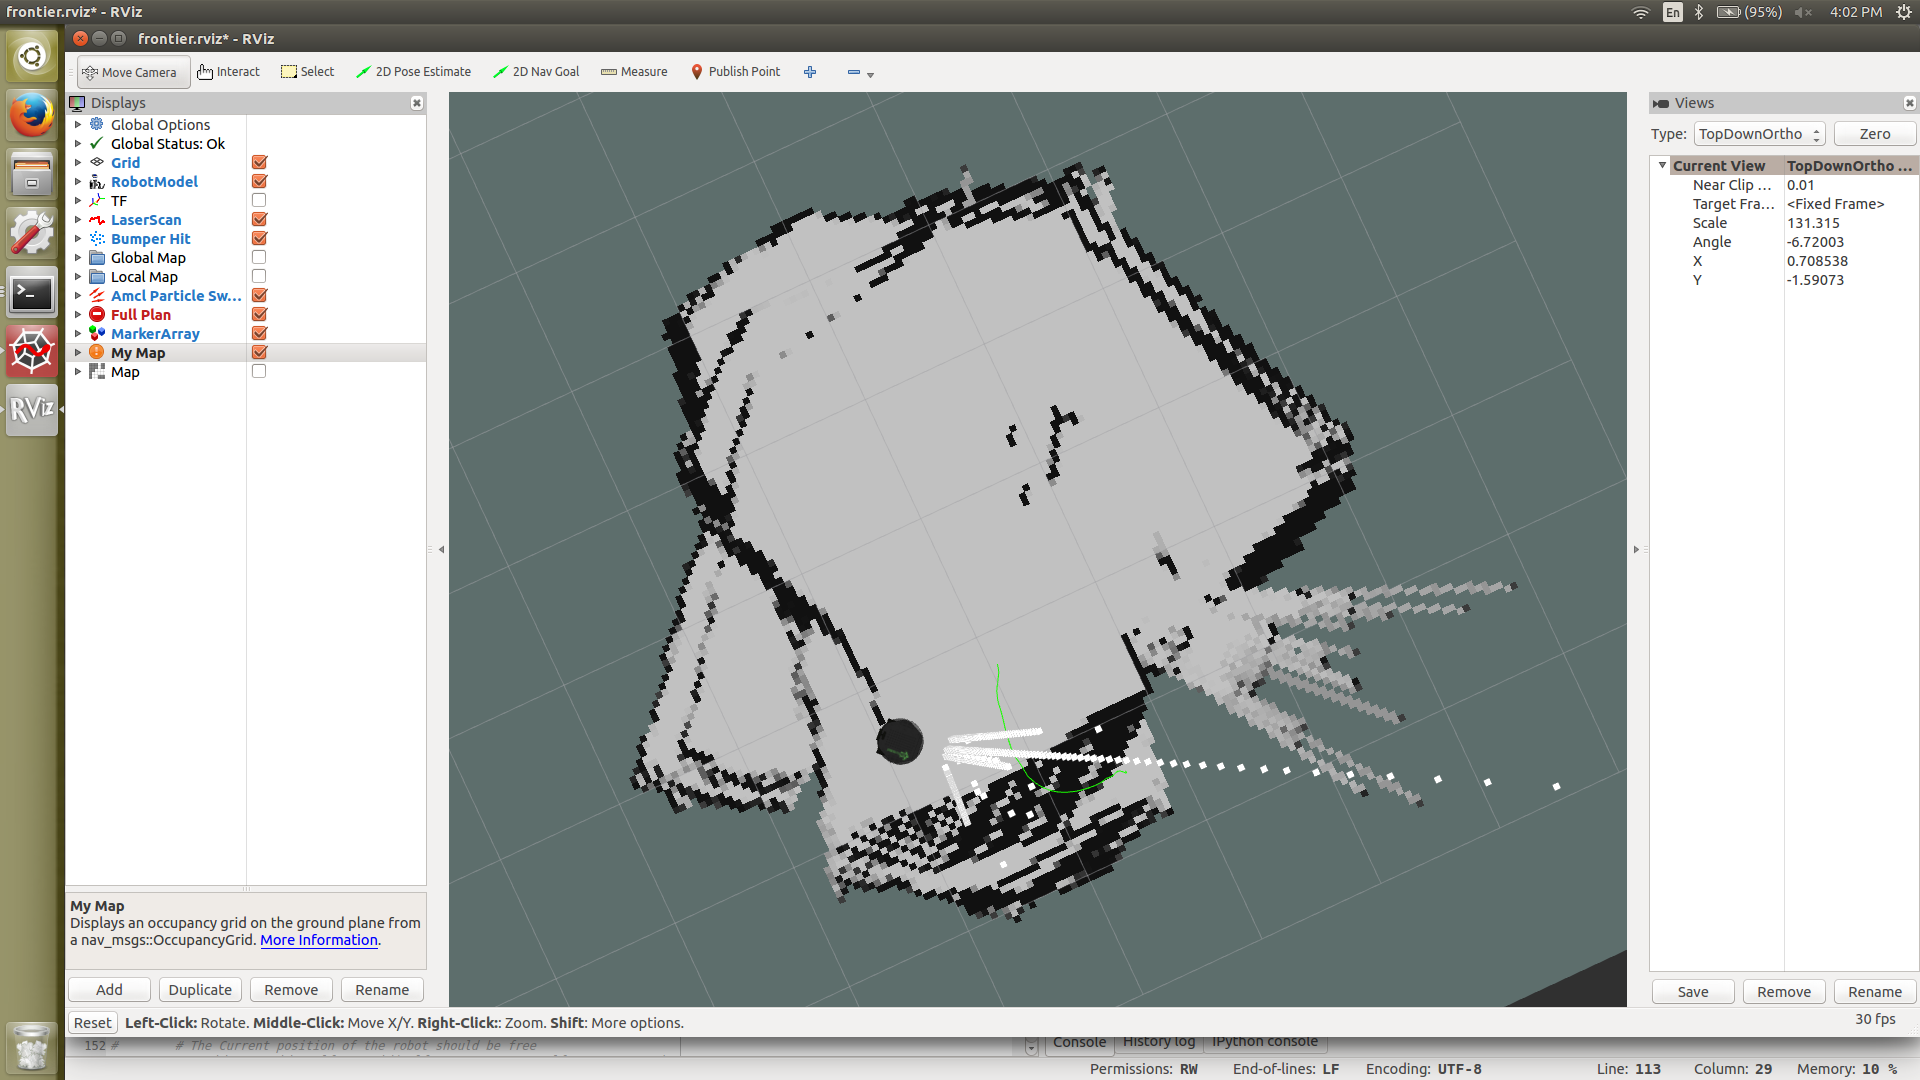 frontier.rviz* - RViz
En
(95%)
4:02 PM
frontier.rviz* - RViz
Move Camera
Interact
Select
2D Pose Estimate
2D Nav Goal
Measure
Publish Point
Displays
Global Options
Global Status: Ok
Grid
RobotModel
TF
LaserScan
Bumper Hit
Global Map
Local Map
Amcl Particle Sw...
Full Plan
MarkerArray
My Map
Map
My Map
Displays an occupancy grid on the ground plane from
a nav_msgs::OccupancyGrid. More Information.
Add
Duplicate
Remove
Rename
RViz
Views
Type:
TopDownOrtho
Zero
Current View
TopDownOrtho ...
Near Clip ...
0.01
Target Fra...
<Fixed Frame>
Scale
131.315
Angle
-6.72003
X
0.708538
Y
-1.59073
Save
Remove
Rename
Reset
Left-Click: Rotate. Middle-Click: Move X/Y. Right-Click:: Zoom. Shift: More options.
30 fps
152 # # The Current position of the robot should be free
Console
History log
IPython console
Permissions: RW
End-of-lines: LF
Encoding: UTF-8
Line: 113
Column: 29
Memory: 10 %